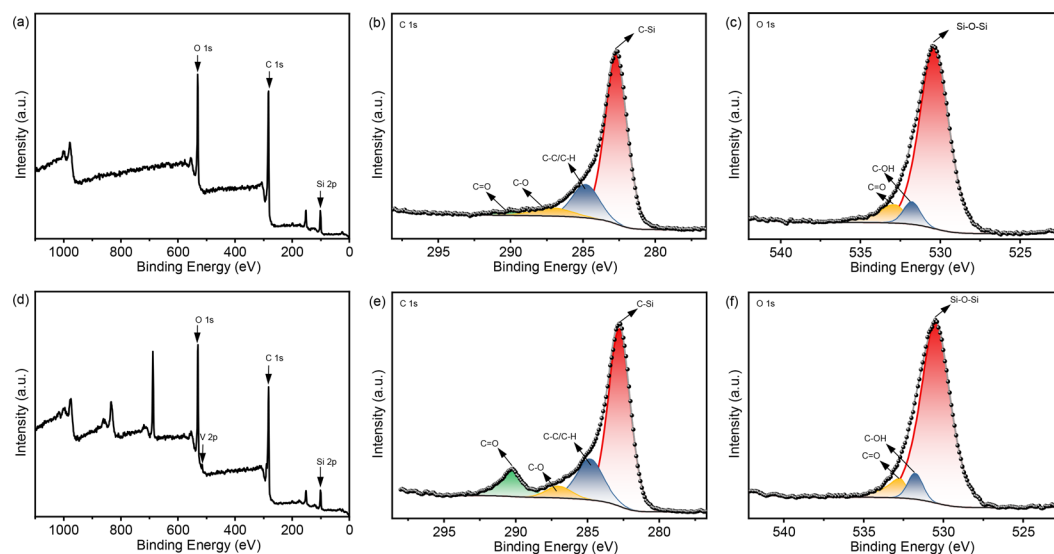 (a)
O 1s
C 1s
Si 2p
Intensity (a.u.)
1000 800 600 400 200 0
Binding Energy (eV)
(b)
C 1s
C-Si
C-C/C-H
C-O
C=O
Intensity (a.u.)
295 290 285 280
Binding Energy (eV)
(c)
O 1s
Si-O-Si
C-OH
C=O
Intensity (a.u.)
540 535 530 525
Binding Energy (eV)
(d)
O 1s
C 1s
V 2p
Si 2p
Intensity (a.u.)
1000 800 600 400 200 0
Binding Energy (eV)
(e)
C 1s
C-Si
C-C/C-H
C=O
C-O
Intensity (a.u.)
295 290 285 280
Binding Energy (eV)
(f)
O 1s
Si-O-Si
C-OH
C=O
Intensity (a.u.)
540 535 530 525
Binding Energy (eV)